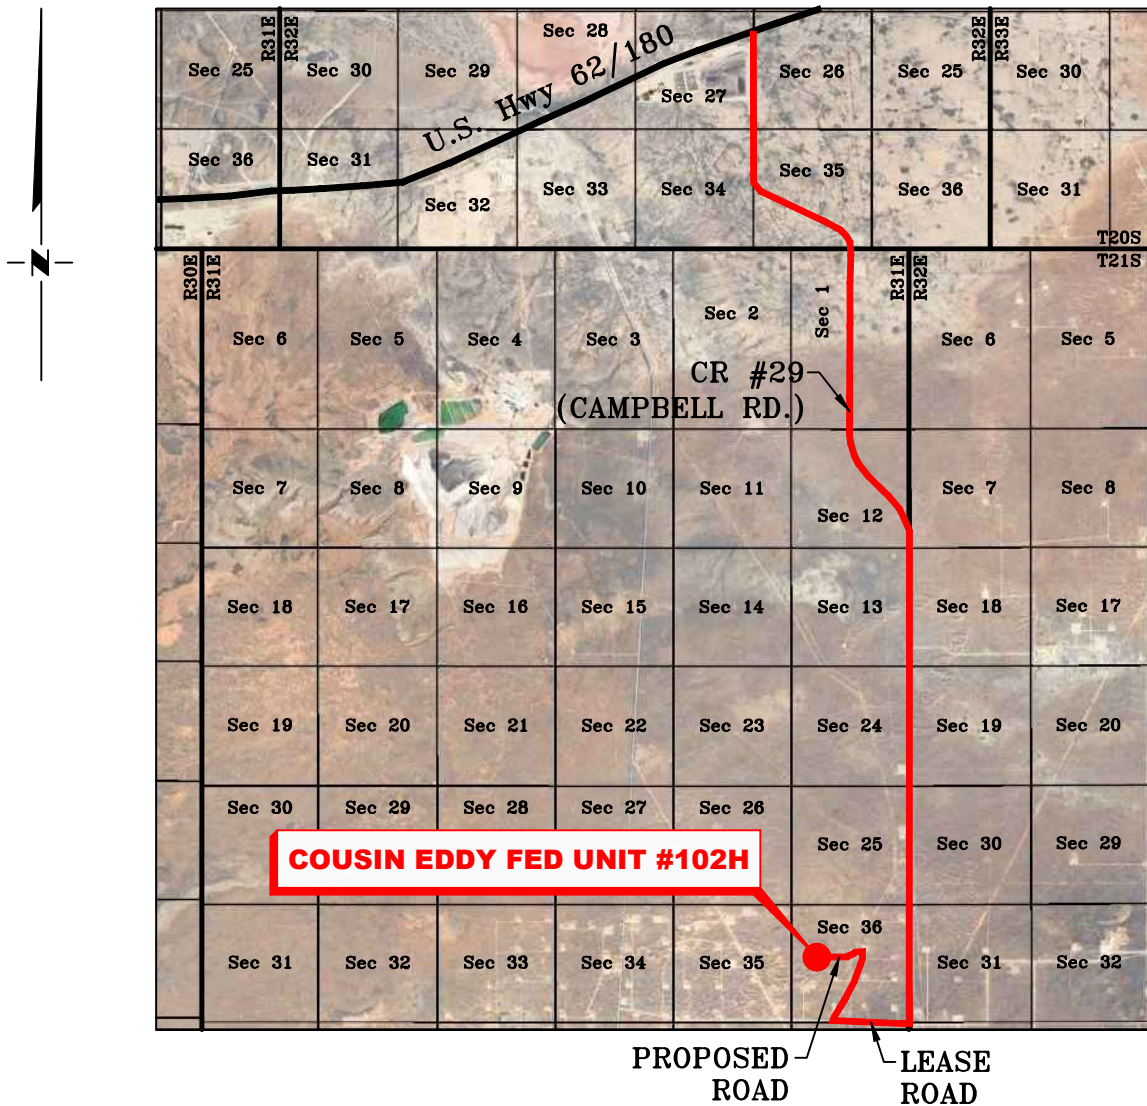 R31E
R32E
R32E
R33E
Sec 28
Sec 25
Sec 30
Sec 29
U.S. Hwy 62/180
Sec 27
Sec 26
Sec 25
Sec 30
Sec 36
Sec 31
Sec 32
Sec 33
Sec 34
Sec 35
Sec 36
Sec 31
T20S
T21S
N
R30E
R31E
R31E
R32E
Sec 6
Sec 5
Sec 4
Sec 3
Sec 2
Sec 1
Sec 6
Sec 5
CR #29
(CAMPBELL RD.)
Sec 7
Sec 8
Sec 9
Sec 10
Sec 11
Sec 12
Sec 7
Sec 8
Sec 18
Sec 17
Sec 16
Sec 15
Sec 14
Sec 13
Sec 18
Sec 17
Sec 19
Sec 20
Sec 21
Sec 22
Sec 23
Sec 24
Sec 19
Sec 20
Sec 30
Sec 29
Sec 28
Sec 27
Sec 26
Sec 25
Sec 30
Sec 29
COUSIN EDDY FED UNIT #102H
Sec 31
Sec 32
Sec 33
Sec 34
Sec 35
Sec 36
Sec 31
Sec 32
PROPOSED
ROAD
LEASE
ROAD